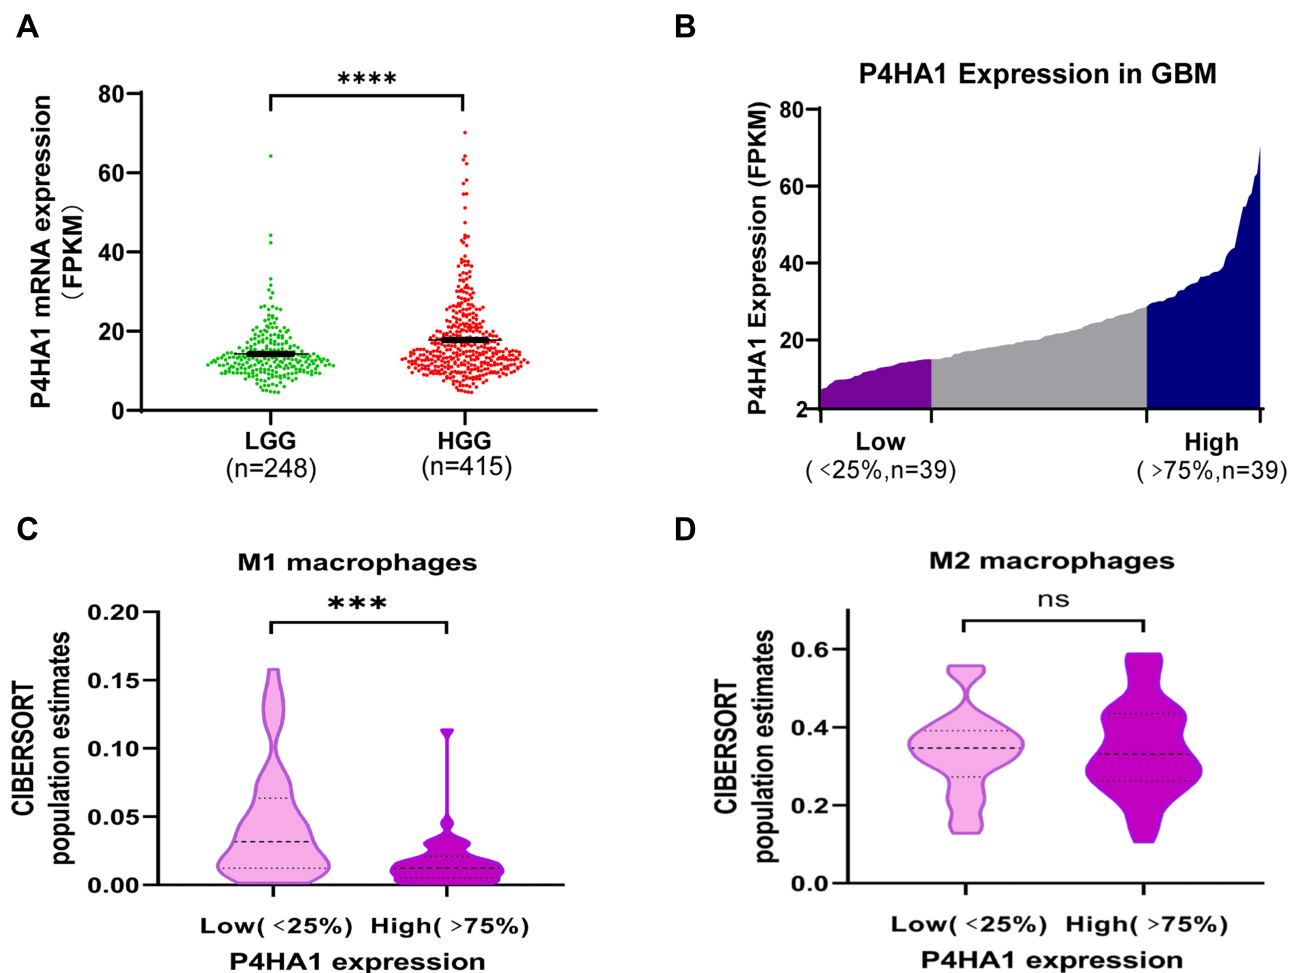 A
****
P4HA1 mRNA expression
(FPKM)
80
60
40
20
0
LGG
(n=248)
HGG
(n=415)
B
P4HA1 Expression in GBM
P4HA1 Expression (FPKM)
80
60
40
20
2
Low
( <25%,n=39)
High
( >75%,n=39)
C
M1 macrophages
***
CIBERSORT
population estimates
0.20
0.15
0.10
0.05
0.00
Low( <25%) High( >75%)
P4HA1 expression
D
M2 macrophages
ns
CIBERSORT
population estimates
0.6
0.4
0.2
0.0
Low( <25%) High( >75%)
P4HA1 expression